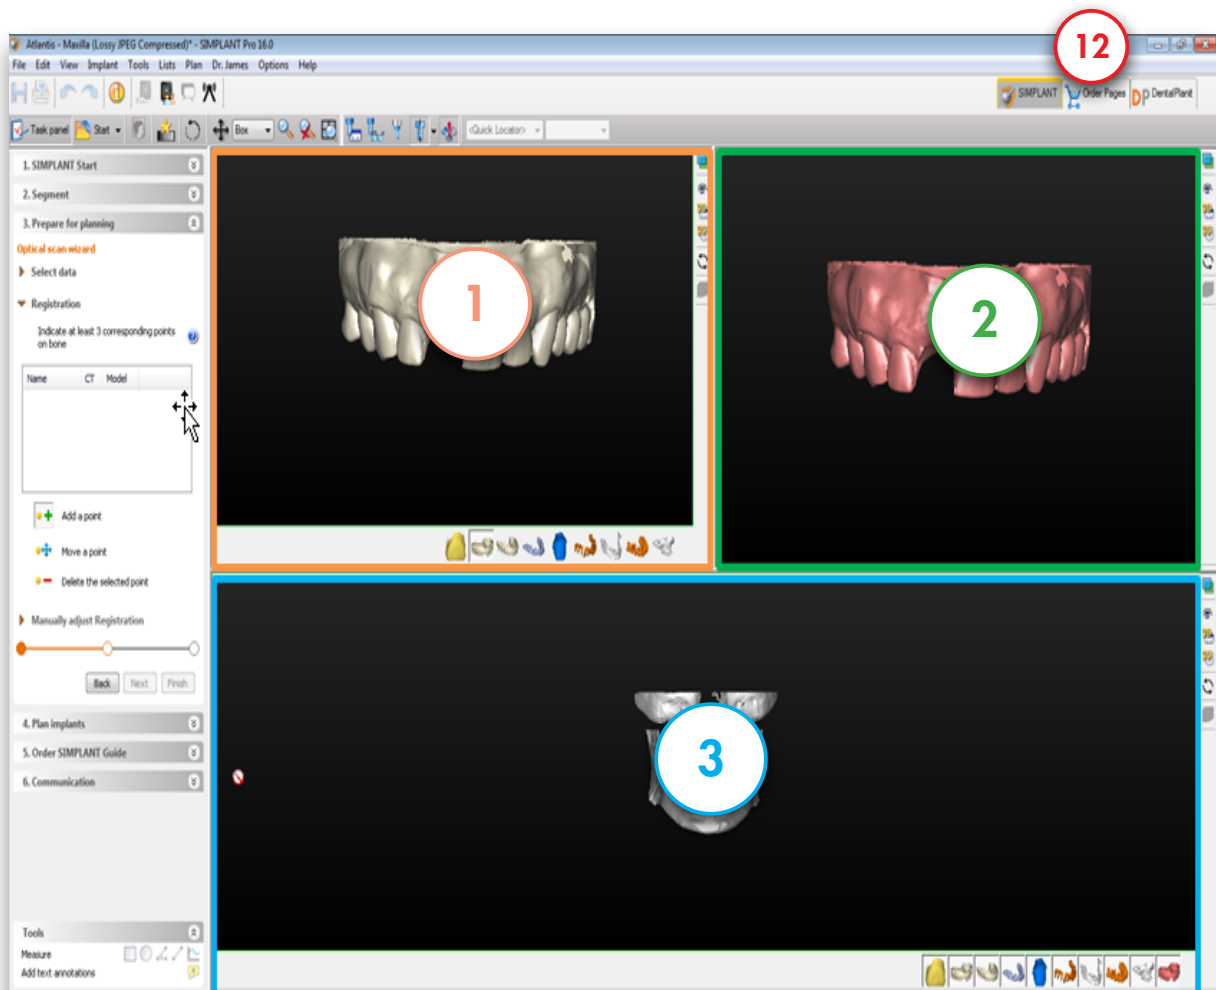 12
Atlantis - Maxilla (Lossy JPEG Compressed)* - SIMPLANT Pro 16.0
File Edit View Implant Tools Lists Plan Dr. James Options Help
SIMPLANT Order Pages DentalPlanit
Task panel Start Box <Quick Locator>
1. SIMPLANT Start
2. Segment
3. Prepare for planning
Optical scan wizard
Select data
Registration
Indicate at least 3 corresponding points
on bone
Name CT Model
Add a point
Move a point
Delete the selected point
Manually adjust Registration
Back Next Finish
4. Plan implants
5. Order SIMPLANT Guide
6. Communication
Tools
Measure
Add text annotations
1
2
3